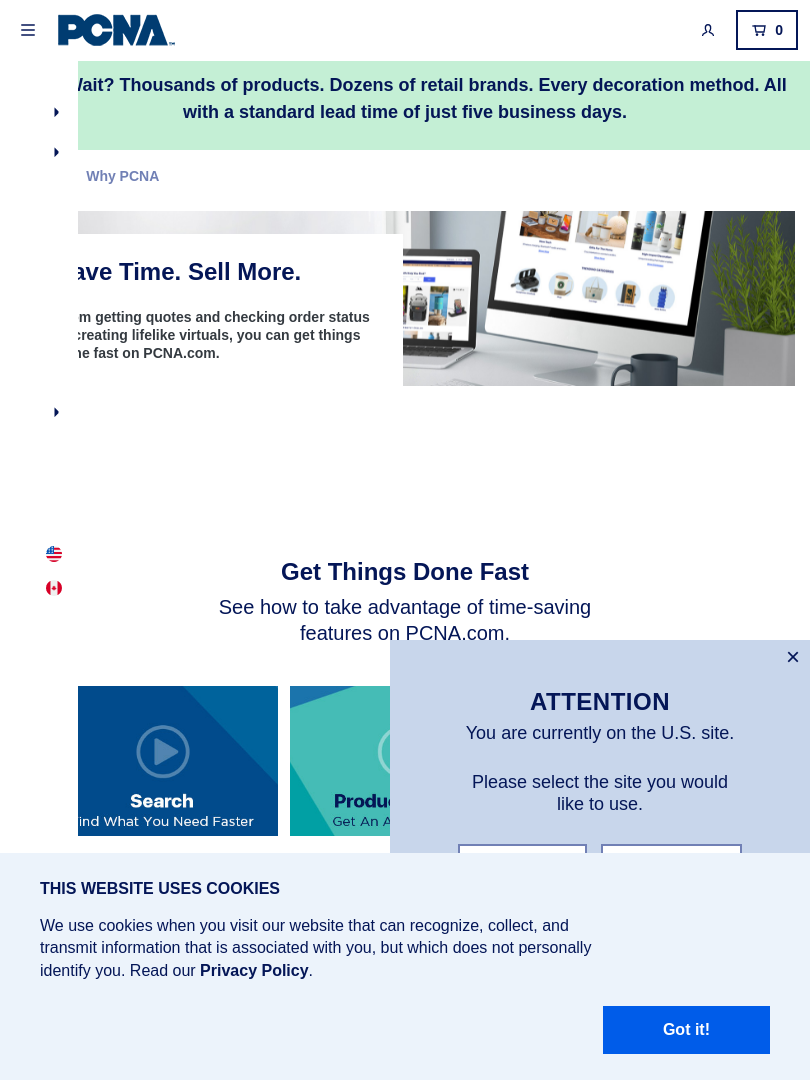 PCNA
0
Wait? Thousands of products. Dozens of retail brands. Every decoration method. All
with a standard lead time of just five business days.
Why PCNA
ave Time. Sell More.
m getting quotes and checking order status
creating lifelike virtuals, you can get things
ne fast on PCNA.com.
Get Things Done Fast
See how to take advantage of time-saving
features on PCNA.com.
Search
ind What You Need Faster
Produc
Get An A
ATTENTION
You are currently on the U.S. site.
Please select the site you would
like to use.
THIS WEBSITE USES COOKIES
We use cookies when you visit our website that can recognize, collect, and
transmit information that is associated with you, but which does not personally
identify you. Read our Privacy Policy.
Got it!